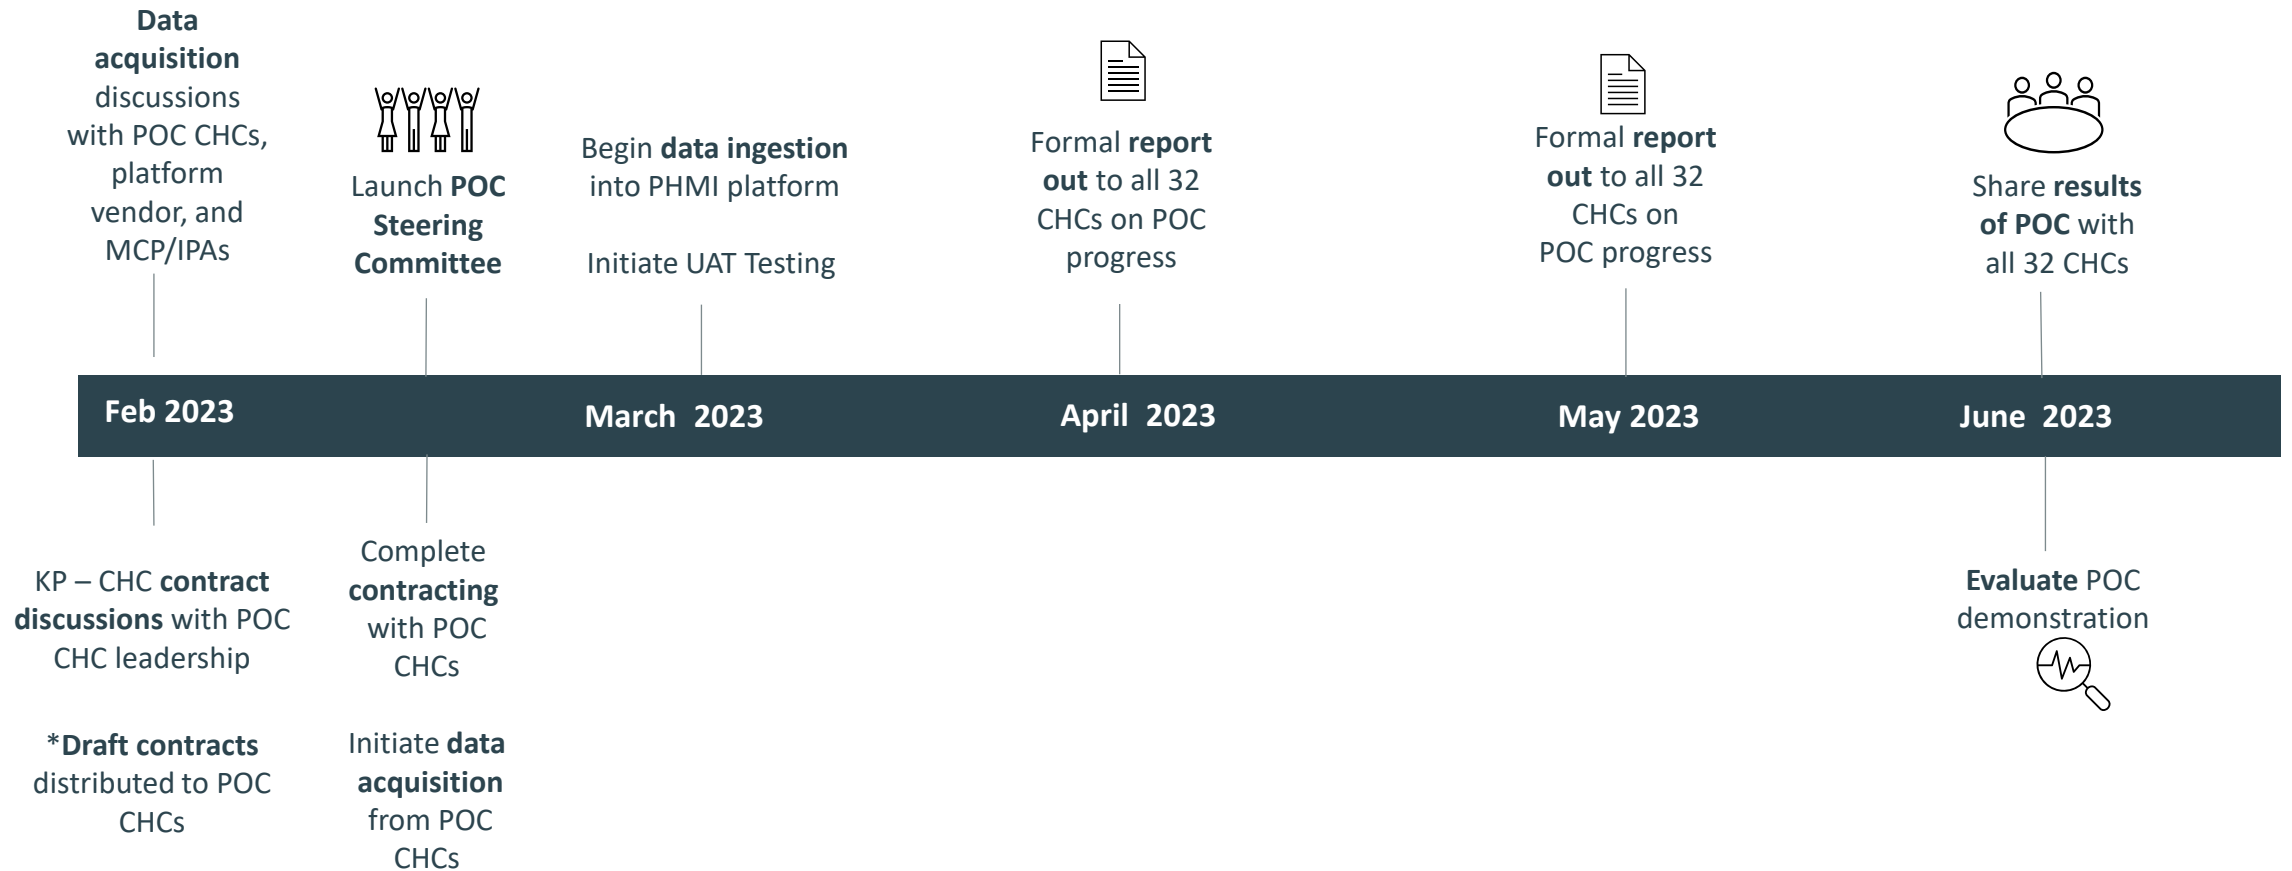 Data
acquisition
discussions
with POC CHCs,
platform
vendor, and
MCP/IPAs
Launch POC
Steering
Committee
Begin data ingestion
into PHMI platform
Initiate UAT Testing
Formal report
out to all 32
CHCs on POC
progress
Formal report
out to all 32
CHCs on
POC progress
Share results
of POC with
all 32 CHCs
Feb 2023
March 2023
April 2023
May 2023
June 2023
KP – CHC contract
discussions with POC
CHC leadership
*Draft contracts
distributed to POC
CHCs
Complete
contracting
with POC
CHCs
Initiate data
acquisition
from POC
CHCs
Evaluate POC
demonstration